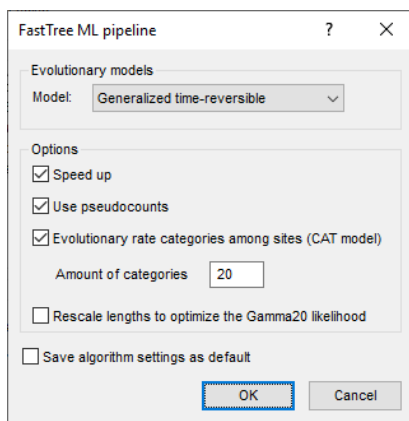 FastTree ML pipeline
?
Evolutionary models
Model: Generalized time-reversible
Options
Speed up
Use pseudocounts
Evolutionary rate categories among sites (CAT model)
Amount of categories 20
Rescale lengths to optimize the Gamma20 likelihood
Save algorithm settings as default
OK Cancel